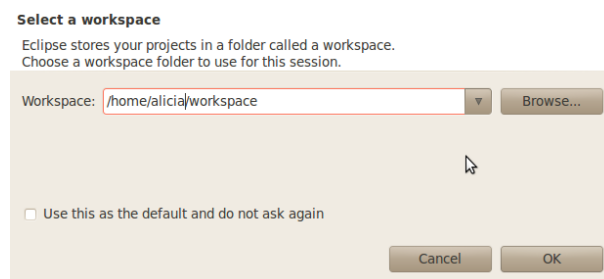 Select a workspace
Eclipse stores your projects in a folder called a workspace.
Choose a workspace folder to use for this session.
Workspace: /home/alicia/workspace Browse...
Use this as the default and do not ask again
Cancel OK